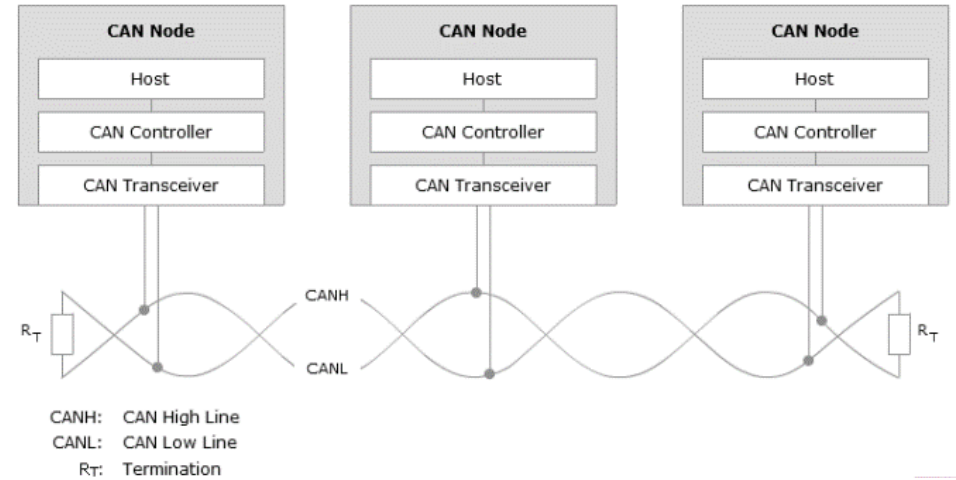 CAN Node CAN Node CAN Node
Host Host Host
CAN Controller CAN Controller CAN Controller
CAN Transceiver CAN Transceiver CAN Transceiver
CANH
RT RT
CANL
CANH: CAN High Line
CANL: CAN Low Line
RT: Termination